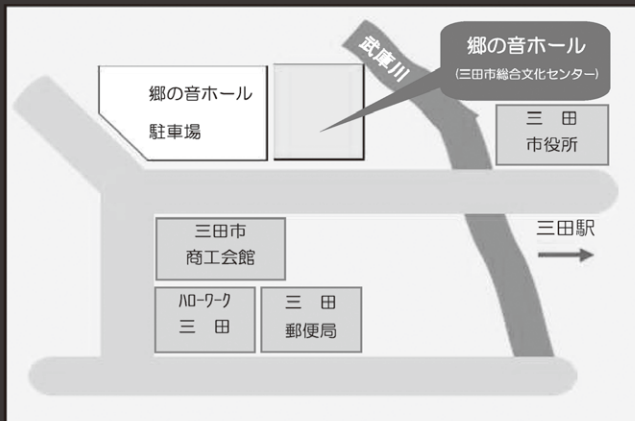 郷の音ホール
(三田市総合文化センター)
武庫川
郷の音ホール
駐車場
三 田
市役所
三田駅
三田市
商工会館
ﾊﾛｰﾜｰｸ
三 田
三 田
郵便局